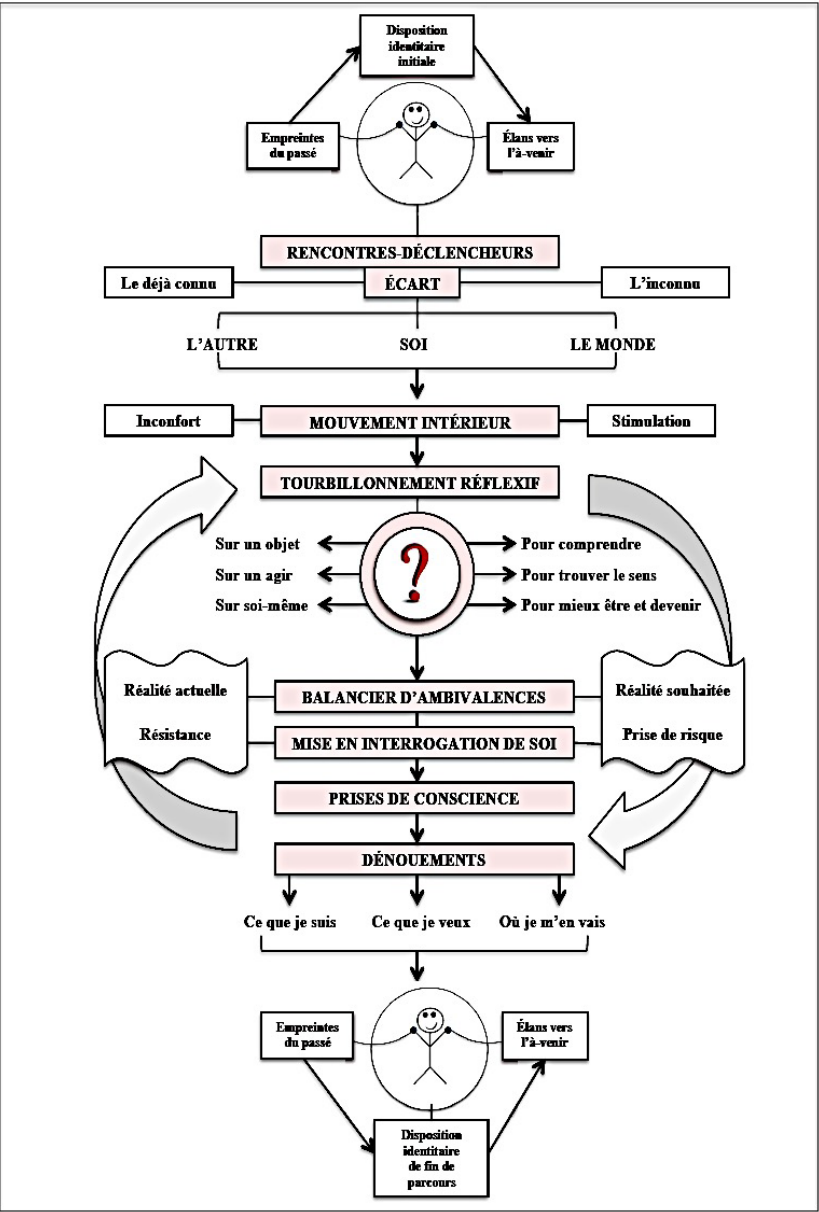 Disposition
identitaire
initiale
Empreintes
du passé
Élans vers
l'à-venir
RENCONTRES-DÉCLENCHEURS
Le déjà connu
ÉCART
L'inconnu
L'AUTRE
SOI
LE MONDE
Inconfort
MOUVEMENT INTÉRIEUR
Stimulation
TOURBILLONNEMENT RÉFLEXIF
Sur un objet
Sur un agir
Sur soi-même
?
Pour comprendre
Pour trouver le sens
Pour mieux être et devenir
Réalité actuelle
Résistance
BALANCIER D'AMBIVALENCES
MISE EN INTERROGATION DE SOI
Réalité souhaitée
Prise de risque
PRISES DE CONSCIENCE
DÉNOUEMENTS
Ce que je suis
Ce que je veux
Où je m'en vais
Empreintes
du passé
Élans vers
l'à-venir
Disposition
identitaire
de fin de
parcours